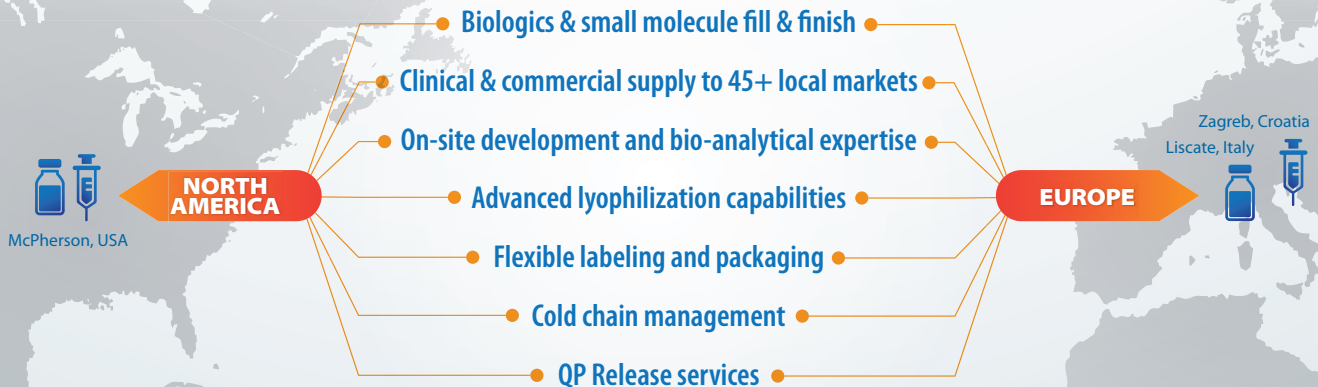 Biologics & small molecule fill & finish
Clinical & commercial supply to 45+ local markets
On-site development and bio-analytical expertise
Advanced lyophilization capabilities
Flexible labeling and packaging
Cold chain management
QP Release services
NORTH
AMERICA
McPherson, USA
E
EUROPE
Zagreb, Croatia
Liscate, Italy
E